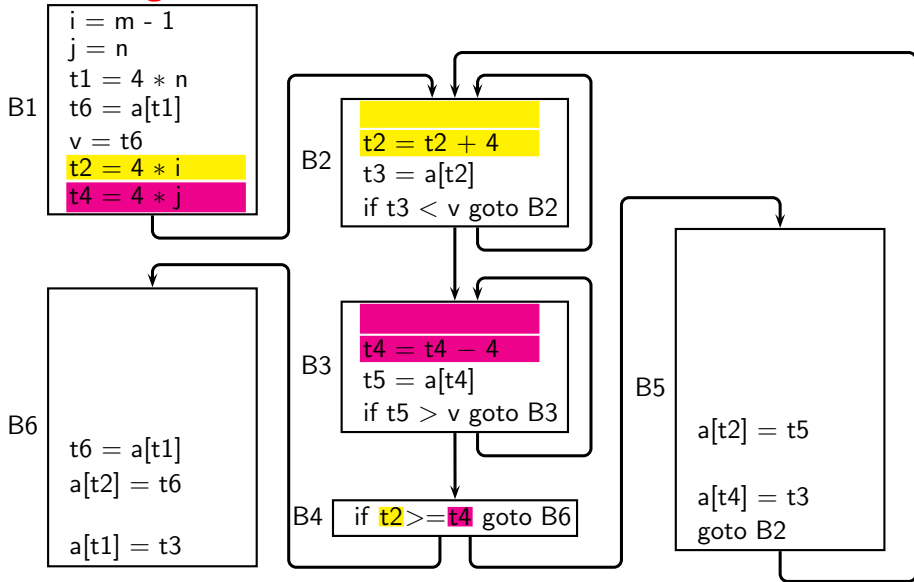 B1
i = m - 1
j = n
t1 = 4 ∗ n
t6 = a[t1]
v = t6
t2 = 4 ∗ i
t4 = 4 ∗ j
B2
t2 = t2 + 4
t3 = a[t2]
if t3 < v goto B2
B3
t4 = t4 − 4
t5 = a[t4]
if t5 > v goto B3
B4
if t2>=t4 goto B6
B5
a[t2] = t5
a[t4] = t3
goto B2
B6
t6 = a[t1]
a[t2] = t6
a[t1] = t3